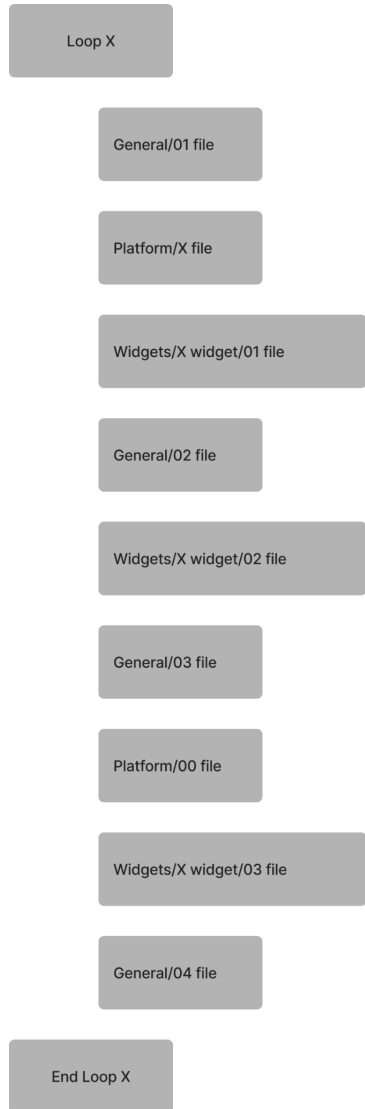 Loop X
General/01 file
Platform/X file
Widgets/X widget/01 file
General/02 file
Widgets/X widget/02 file
General/03 file
Platform/00 file
Widgets/X widget/03 file
General/04 file
End Loop X